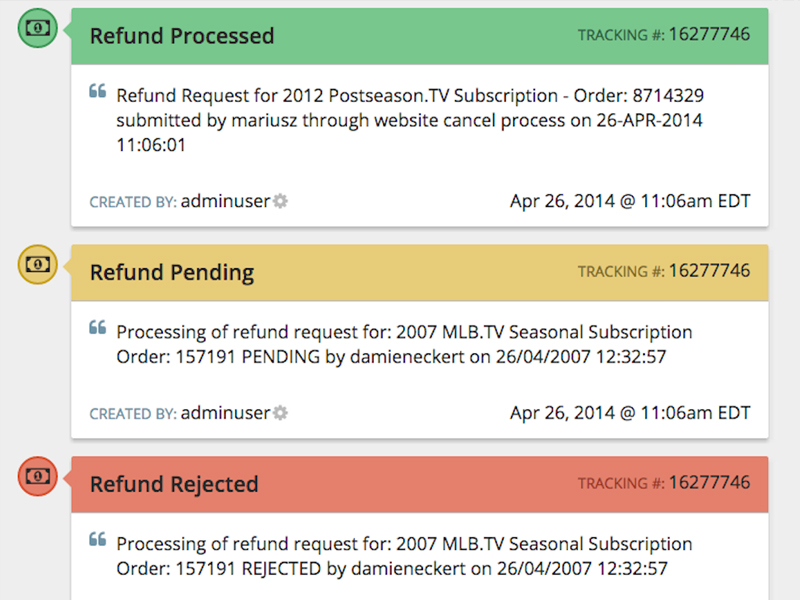 Refund Processed TRACKING #: 16277746
“ Refund Request for 2012 Postseason.TV Subscription - Order: 8714329
submitted by mariusz through website cancel process on 26-APR-2014
11:06:01
CREATED BY: adminuser Apr 26, 2014 @ 11:06am EDT
Refund Pending TRACKING #: 16277746
“ Processing of refund request for: 2007 MLB.TV Seasonal Subscription
Order: 157191 PENDING by damieneckert on 26/04/2007 12:32:57
CREATED BY: adminuser Apr 26, 2014 @ 11:06am EDT
Refund Rejected TRACKING #: 16277746
“ Processing of refund request for: 2007 MLB.TV Seasonal Subscription
Order: 157191 REJECTED by damieneckert on 26/04/2007 12:32:57